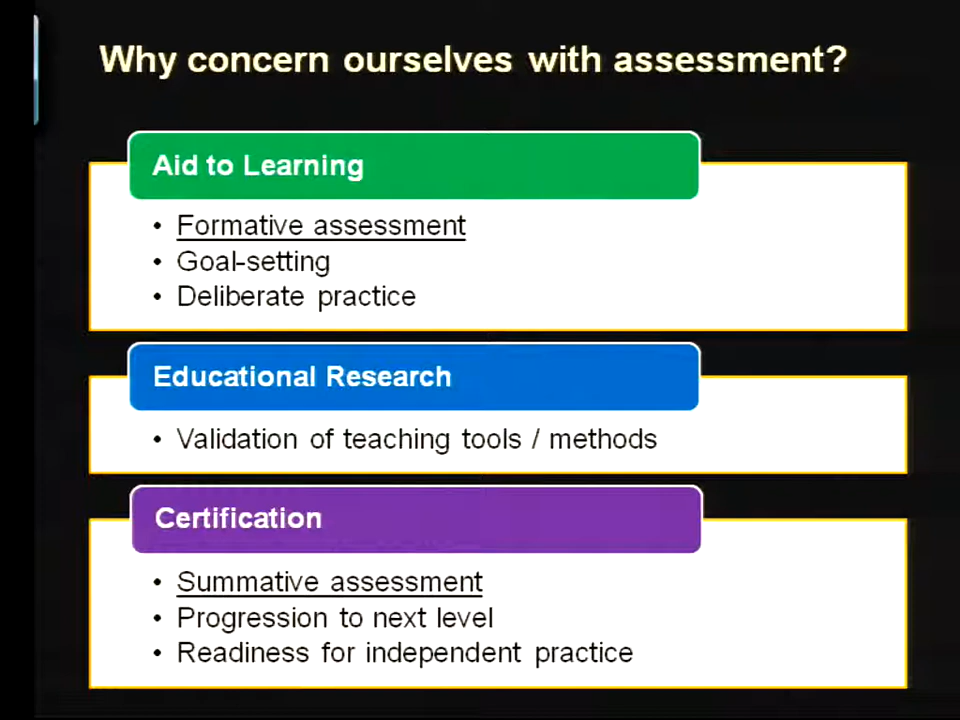 Why concern ourselves with assessment?
Aid to Learning
• Formative assessment
• Goal-setting
• Deliberate practice
Educational Research
• Validation of teaching tools / methods
Certification
• Summative assessment
• Progression to next level
• Readiness for independent practice